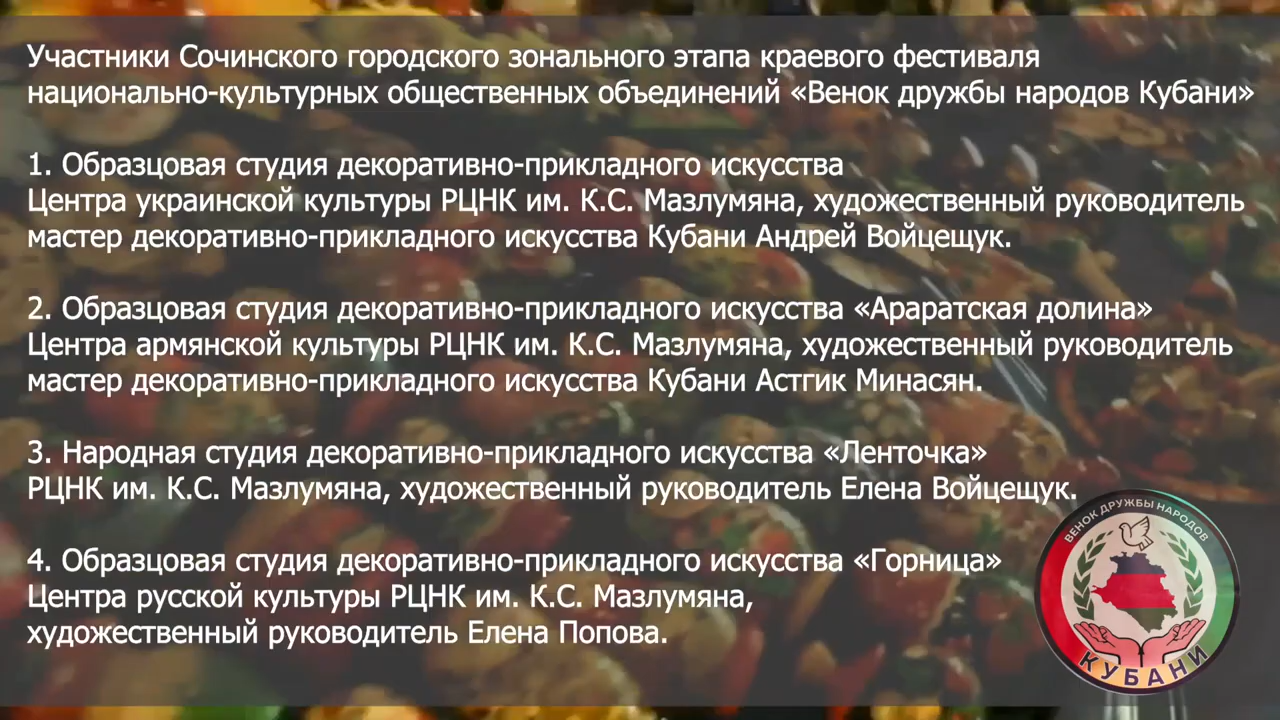 Участники Сочинского городского зонального этапа краевого фестиваля
национально-культурных общественных объединений «Венок дружбы народов Кубани»
1. Образцовая студия декоративно-прикладного искусства
Центра украинской культуры РЦНК им. К.С. Мазлумяна, художественный руководитель
мастер декоративно-прикладного искусства Кубани Андрей Войцещук.
2. Образцовая студия декоративно-прикладного искусства «Араратская долина»
Центра армянской культуры РЦНК им. К.С. Мазлумяна, художественный руководитель
мастер декоративно-прикладного искусства Кубани Астгик Минасян.
3. Народная студия декоративно-прикладного искусства «Ленточка»
РЦНК им. К.С. Мазлумяна, художественный руководитель Елена Войцещук.
4. Образцовая студия декоративно-прикладного искусства «Горница»
Центра русской культуры РЦНК им. К.С. Мазлумяна,
художественный руководитель Елена Попова.
ВЕНОК ДРУЖБЫ НАРОДОВ
КУБАНИ